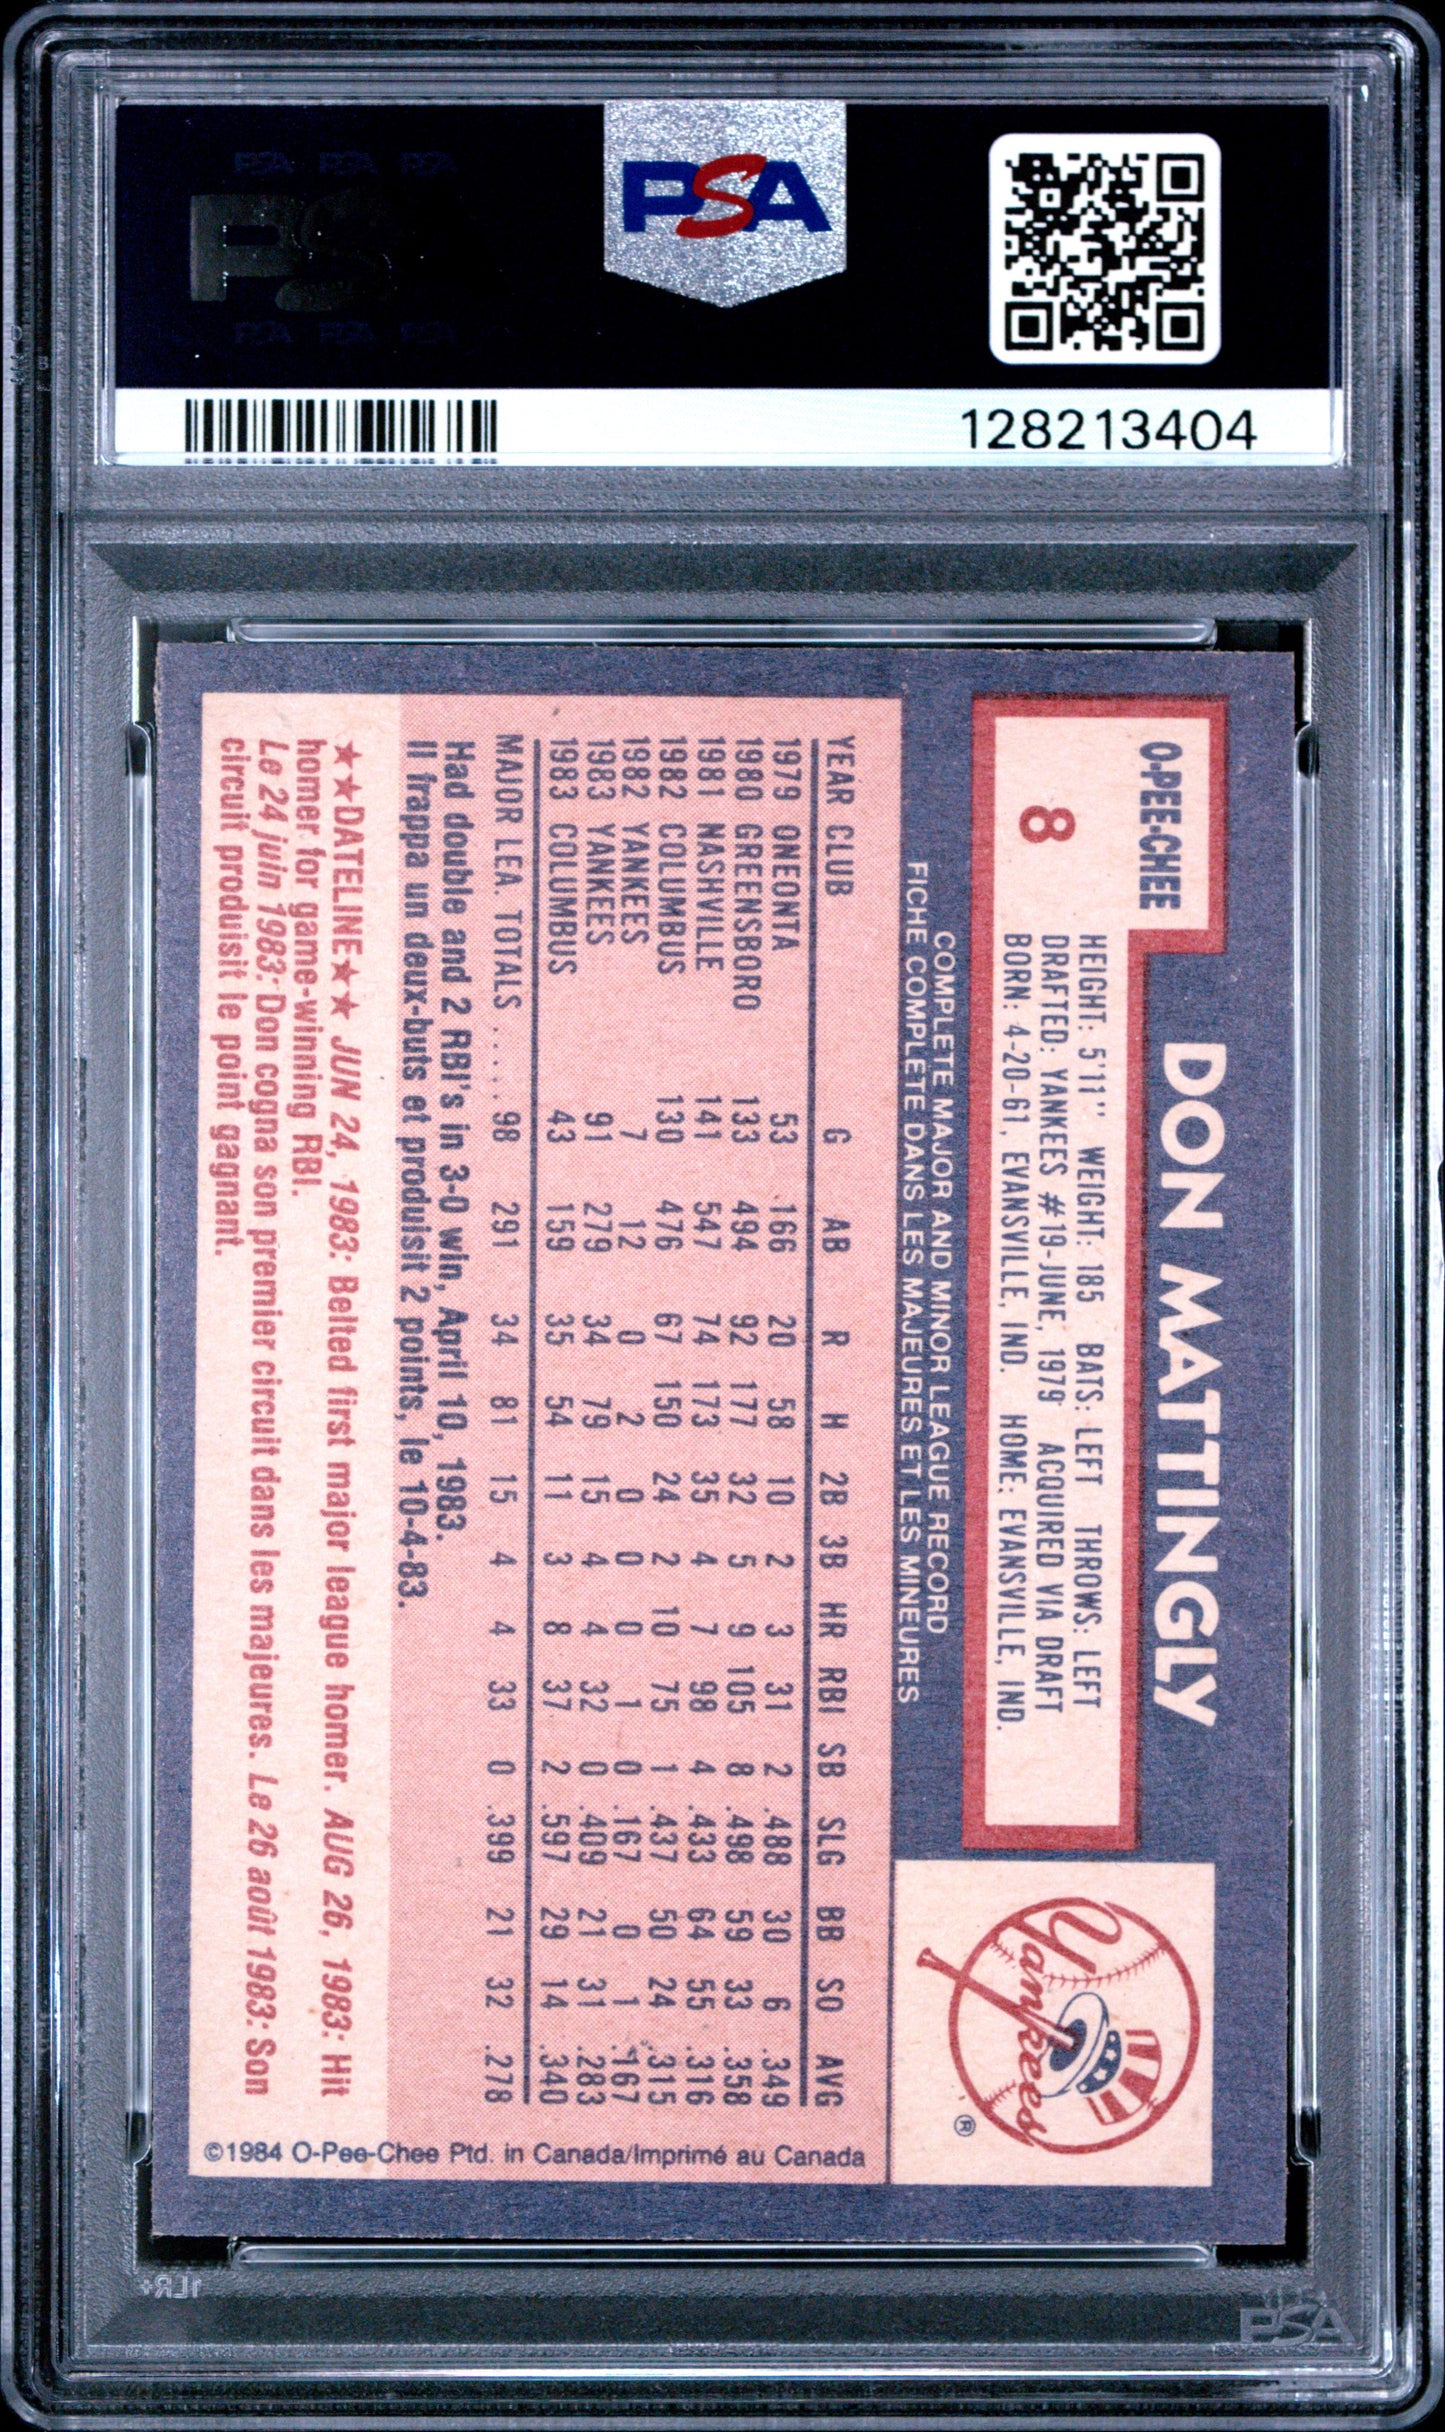 PSA PSA PSA
PSA
PSA PSA PSA
PSA
128213404
O-PEE-CHEE
8
DON MATTINGLY
HEIGHT: 5'11" WEIGHT: 185 BATS: LEFT THROWS: LEFT
DRAFTED: YANKEES #19-JUNE, 1979 ACQUIRED VIA DRAFT
BORN: 4-20-61, EVANSVILLE, IND. HOME: EVANSVILLE, IND.
Yankees
®
COMPLETE MAJOR AND MINOR LEAGUE RECORD
FICHE COMPLETE DANS LES MAJEURES ET LES MINEURES
YEAR CLUB G AB R H 2B 3B HR RBI SB SLG BB SO AVG
1979 ONEONTA 53 166 20 58 10 2 3 31 2 .488 30 6 .349
1980 GREENSBORO 133 494 92 177 32 5 9 105 8 .498 59 33 .358
1981 NASHVILLE 141 547 74 173 35 4 7 98 4 .433 64 55 .316
1982 COLUMBUS 130 476 67 150 24 2 10 75 1 .437 50 24 .315
1982 YANKEES 7 12 0 2 0 0 0 1 0 .167 0 1 .167
1983 YANKEES 91 279 34 79 15 4 4 32 0 .409 21 31 .283
1983 COLUMBUS 43 159 35 54 11 3 8 37 2 .597 29 14 .340
MAJOR LEA. TOTALS ..... 98 291 34 81 15 4 4 33 0 .399 21 32 .278
Had double and 2 RBI's in 3-0 win, April 10, 1983.
Il frappa un deux-buts et produisit 2 points, le 10-4-83.
★★DATELINE★★ JUN 24, 1983: Belted first major league homer. AUG 26, 1983: Hit
homer for game-winning RBI.
Le 24 juin 1983: Don cogna son premier circuit dans les majeures. Le 26 août 1983: Son
circuit produisit le point gagnant.
©1984 O-Pee-Chee Ptd. in Canada/Imprimé au Canada
1LR+
PSA